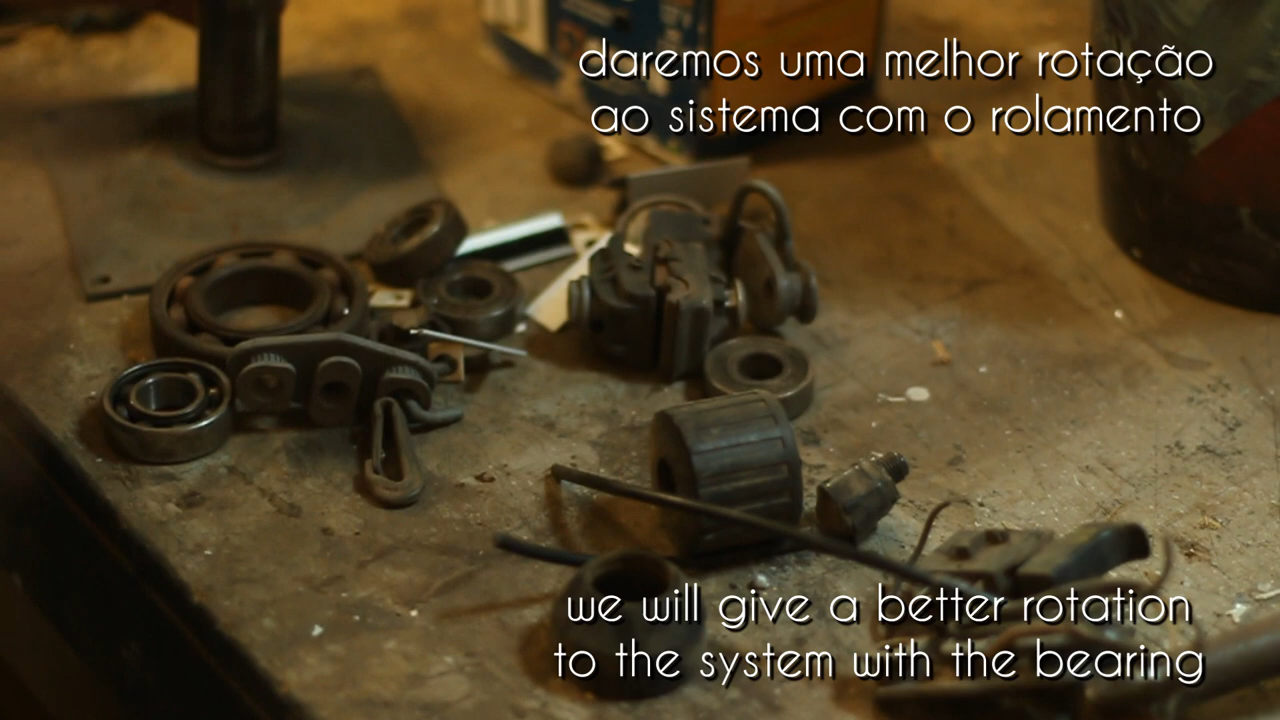 daremos uma melhor rotação
ao sistema com o rolamento
we will give a better rotation
to the system with the bearing